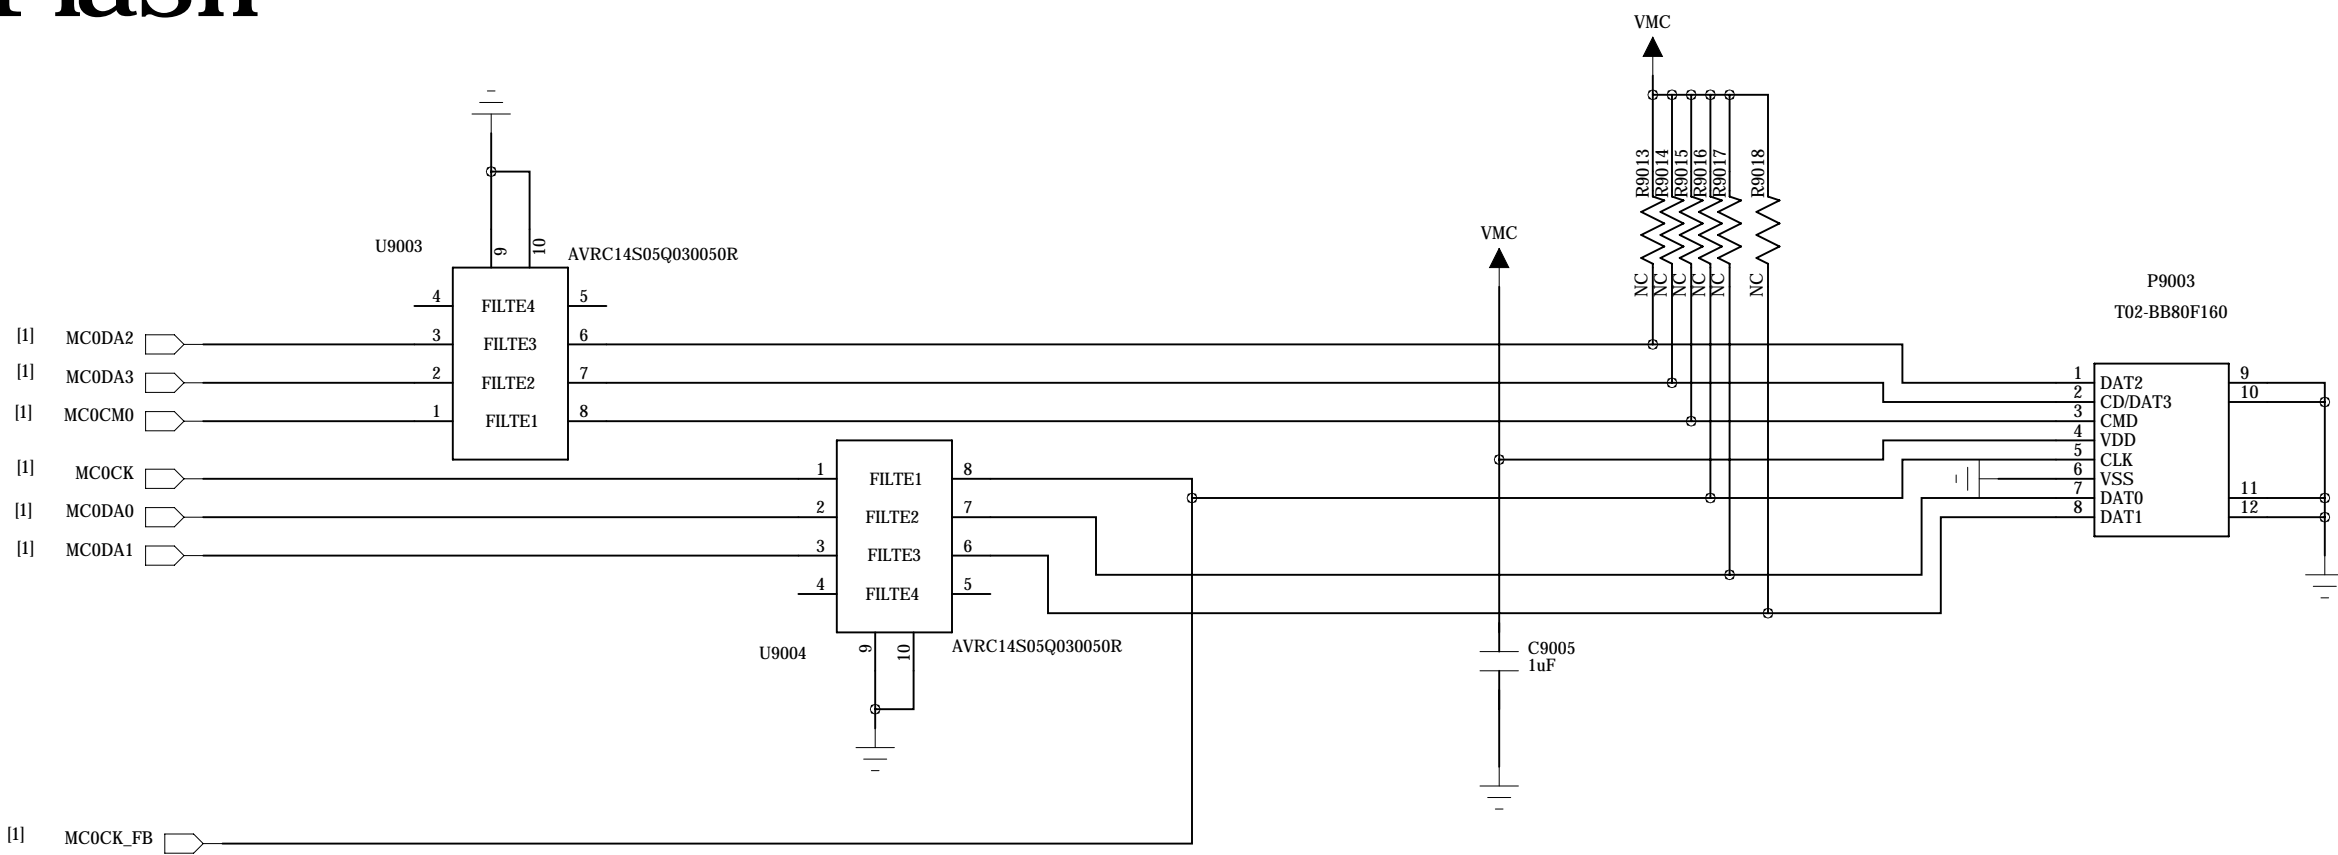 Flash
VMC
R9013
R9014
R9015
R9016
R9017
R9018
NC
NC
NC
NC
NC
NC
VMC
U9003
9
10
AVRC14S05Q030050R
4 FILTE4 5
[1] MC0DA2 3 FILTE3 6
[1] MC0DA3 2 FILTE2 7
[1] MC0CM0 1 FILTE1 8
[1] MC0CK 1 FILTE1 8
[1] MC0DA0 2 FILTE2 7
[1] MC0DA1 3 FILTE3 6
4 FILTE4 5
U9004
9
10
AVRC14S05Q030050R
C9005
1uF
P9003
T02-BB80F160
1 DAT2 9
2 CD/DAT3 10
3 CMD
4 VDD
5 CLK
6 VSS
7 DAT0 11
8 DAT1 12
[1] MC0CK_FB